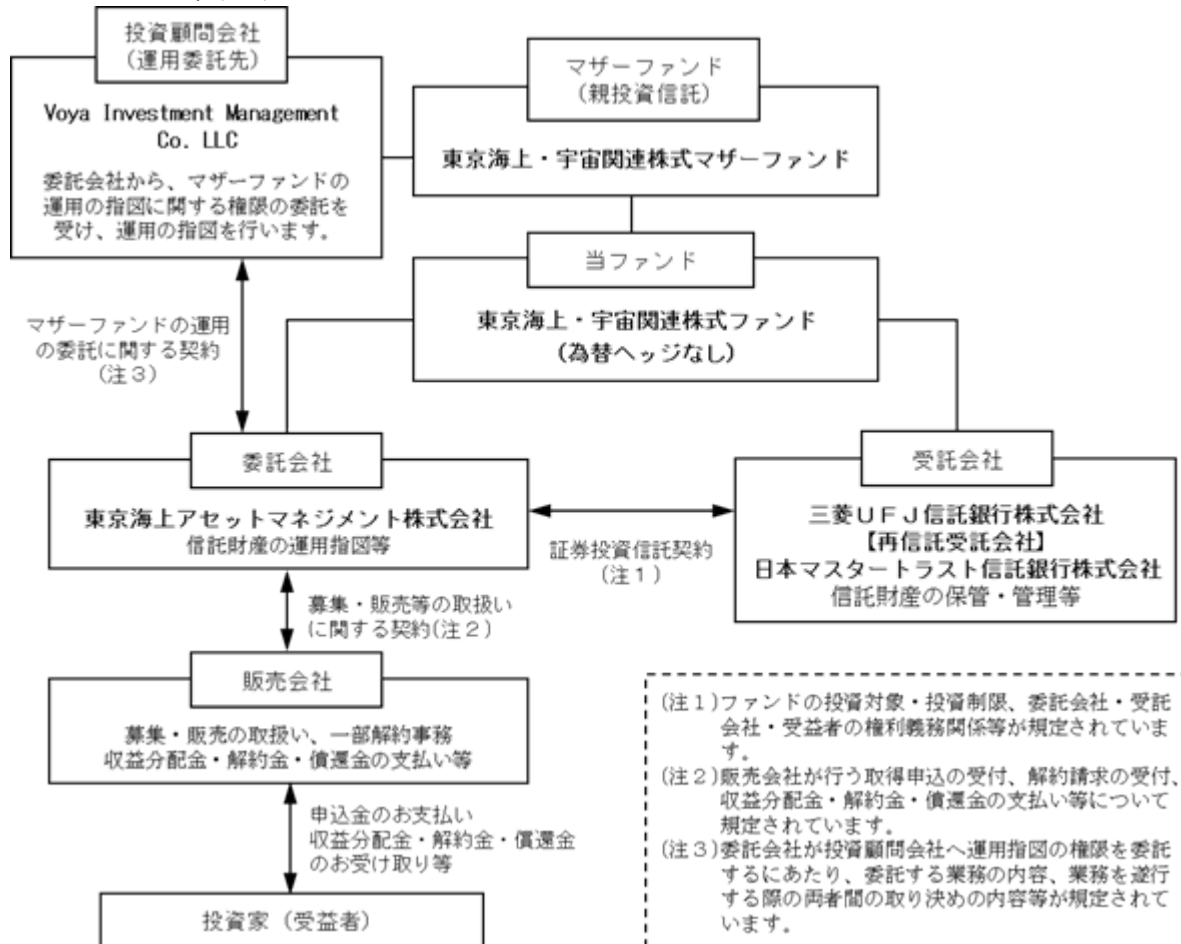 投資顧問会社
(運用委託先)
Voya Investment Management
Co. LLC
委託会社から、マザーファンドの
運用の指図に関する権限の委託を
受け、運用の指図を行います。
マザーファンド
(親投資信託)
東京海上・宇宙関連株式マザーファンド
当ファンド
東京海上・宇宙関連株式ファンド
(為替ヘッジなし)
マザーファンドの運用
の委託に関する契約
(注３)
委託会社
東京海上アセットマネジメント株式会社
信託財産の運用指図等
証券投資信託契約
(注１)
受託会社
三菱ＵＦＪ信託銀行株式会社
【再信託受託会社】
日本マスタートラスト信託銀行株式会社
信託財産の保管・管理等
募集・販売等の取扱い
に関する契約(注２)
販売会社
募集・販売の取扱い、一部解約事務
収益分配金・解約金・償還金の支払い等
申込金のお支払い
収益分配金・解約金・償還金
のお受け取り等
投資家（受益者）
(注１)ファンドの投資対象・投資制限、委託会社・受託
会社・受益者の権利義務関係等が規定されていま
す。
(注２)販売会社が行う取得申込の受付、解約請求の受付、
収益分配金・解約金・償還金の支払い等について
規定されています。
(注３)委託会社が投資顧問会社へ運用指図の権限を委託
するにあたり、委託する業務の内容、業務を遂行
する際の両者間の取り決めの内容等が規定されて
います。